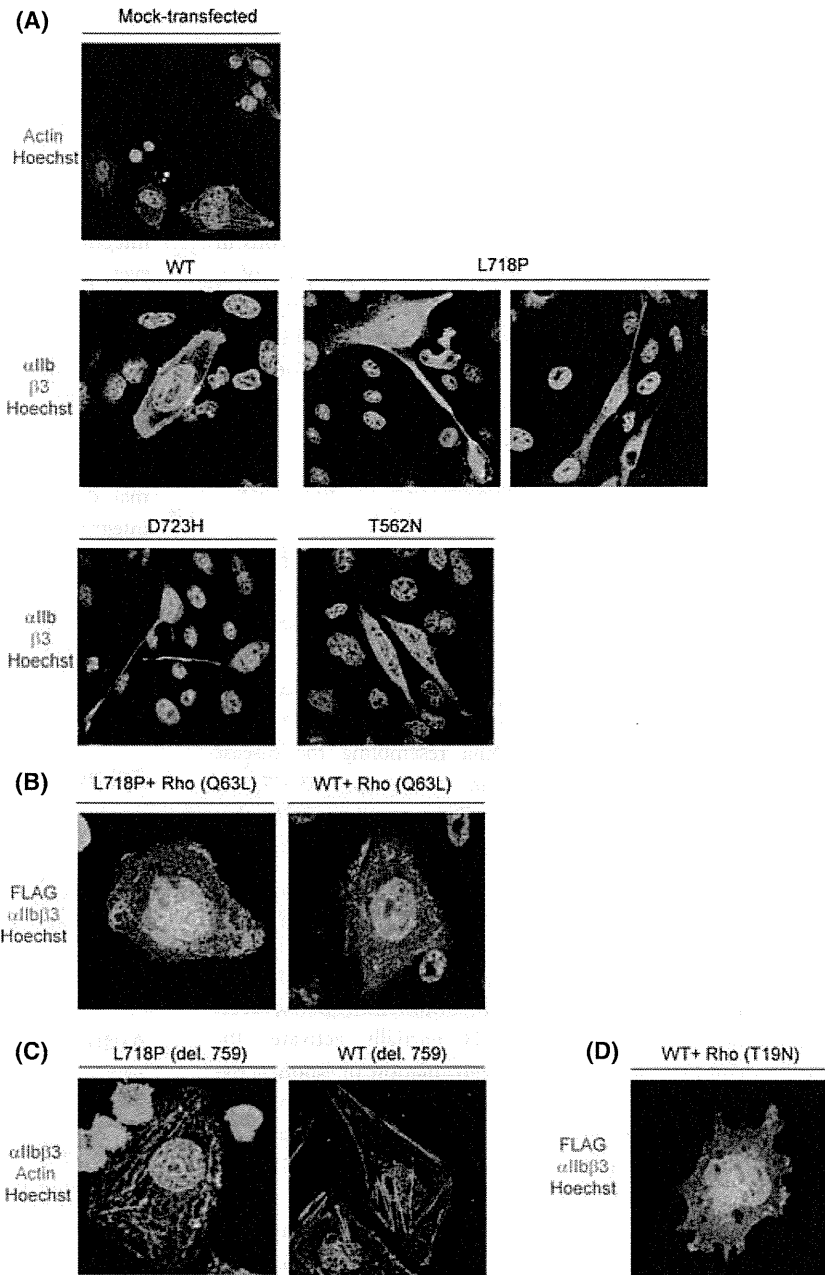 (A)
Mock-transfected
Actin
Hoechst
WT
L718P
αIIb
β3
Hoechst
D723H
T562N
αIIb
β3
Hoechst
(B)
L718P+ Rho (Q63L)
WT+ Rho (Q63L)
FLAG
αIIbβ3
Hoechst
(C)
L718P (del. 759)
WT (del. 759)
(D)
WT+ Rho (T19N)
αIIbβ3
Actin
Hoechst
FLAG
αIIbβ3
Hoechst